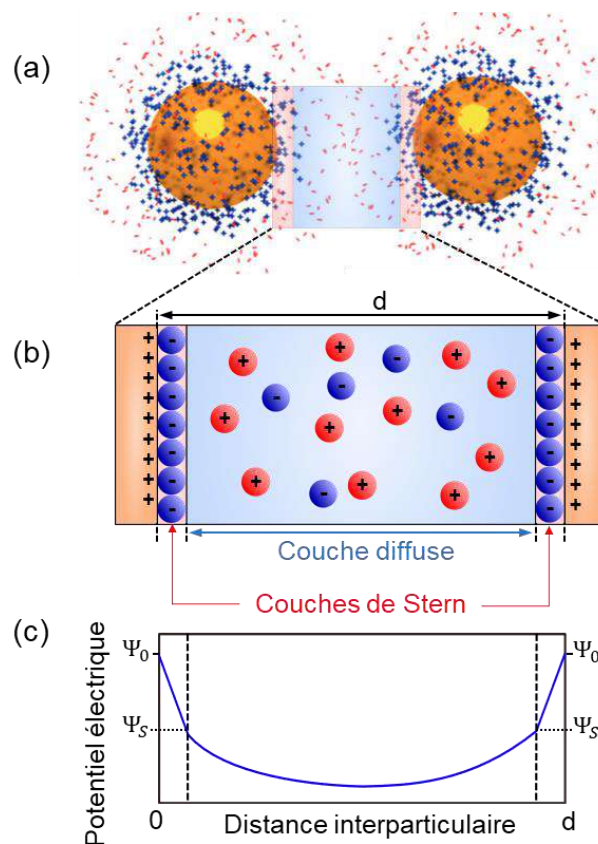 (a)
d
(b)
+ + + + + + + +
- - - - - - -
+ + + + + + + + + + +
- - - - -
- - - - - - -
+ + + + + + + +
Couche diffuse
Couches de Stern
(c)
Potentiel électrique
Ψ0 Ψ0
ΨS ΨS
0 Distance interparticulaire d